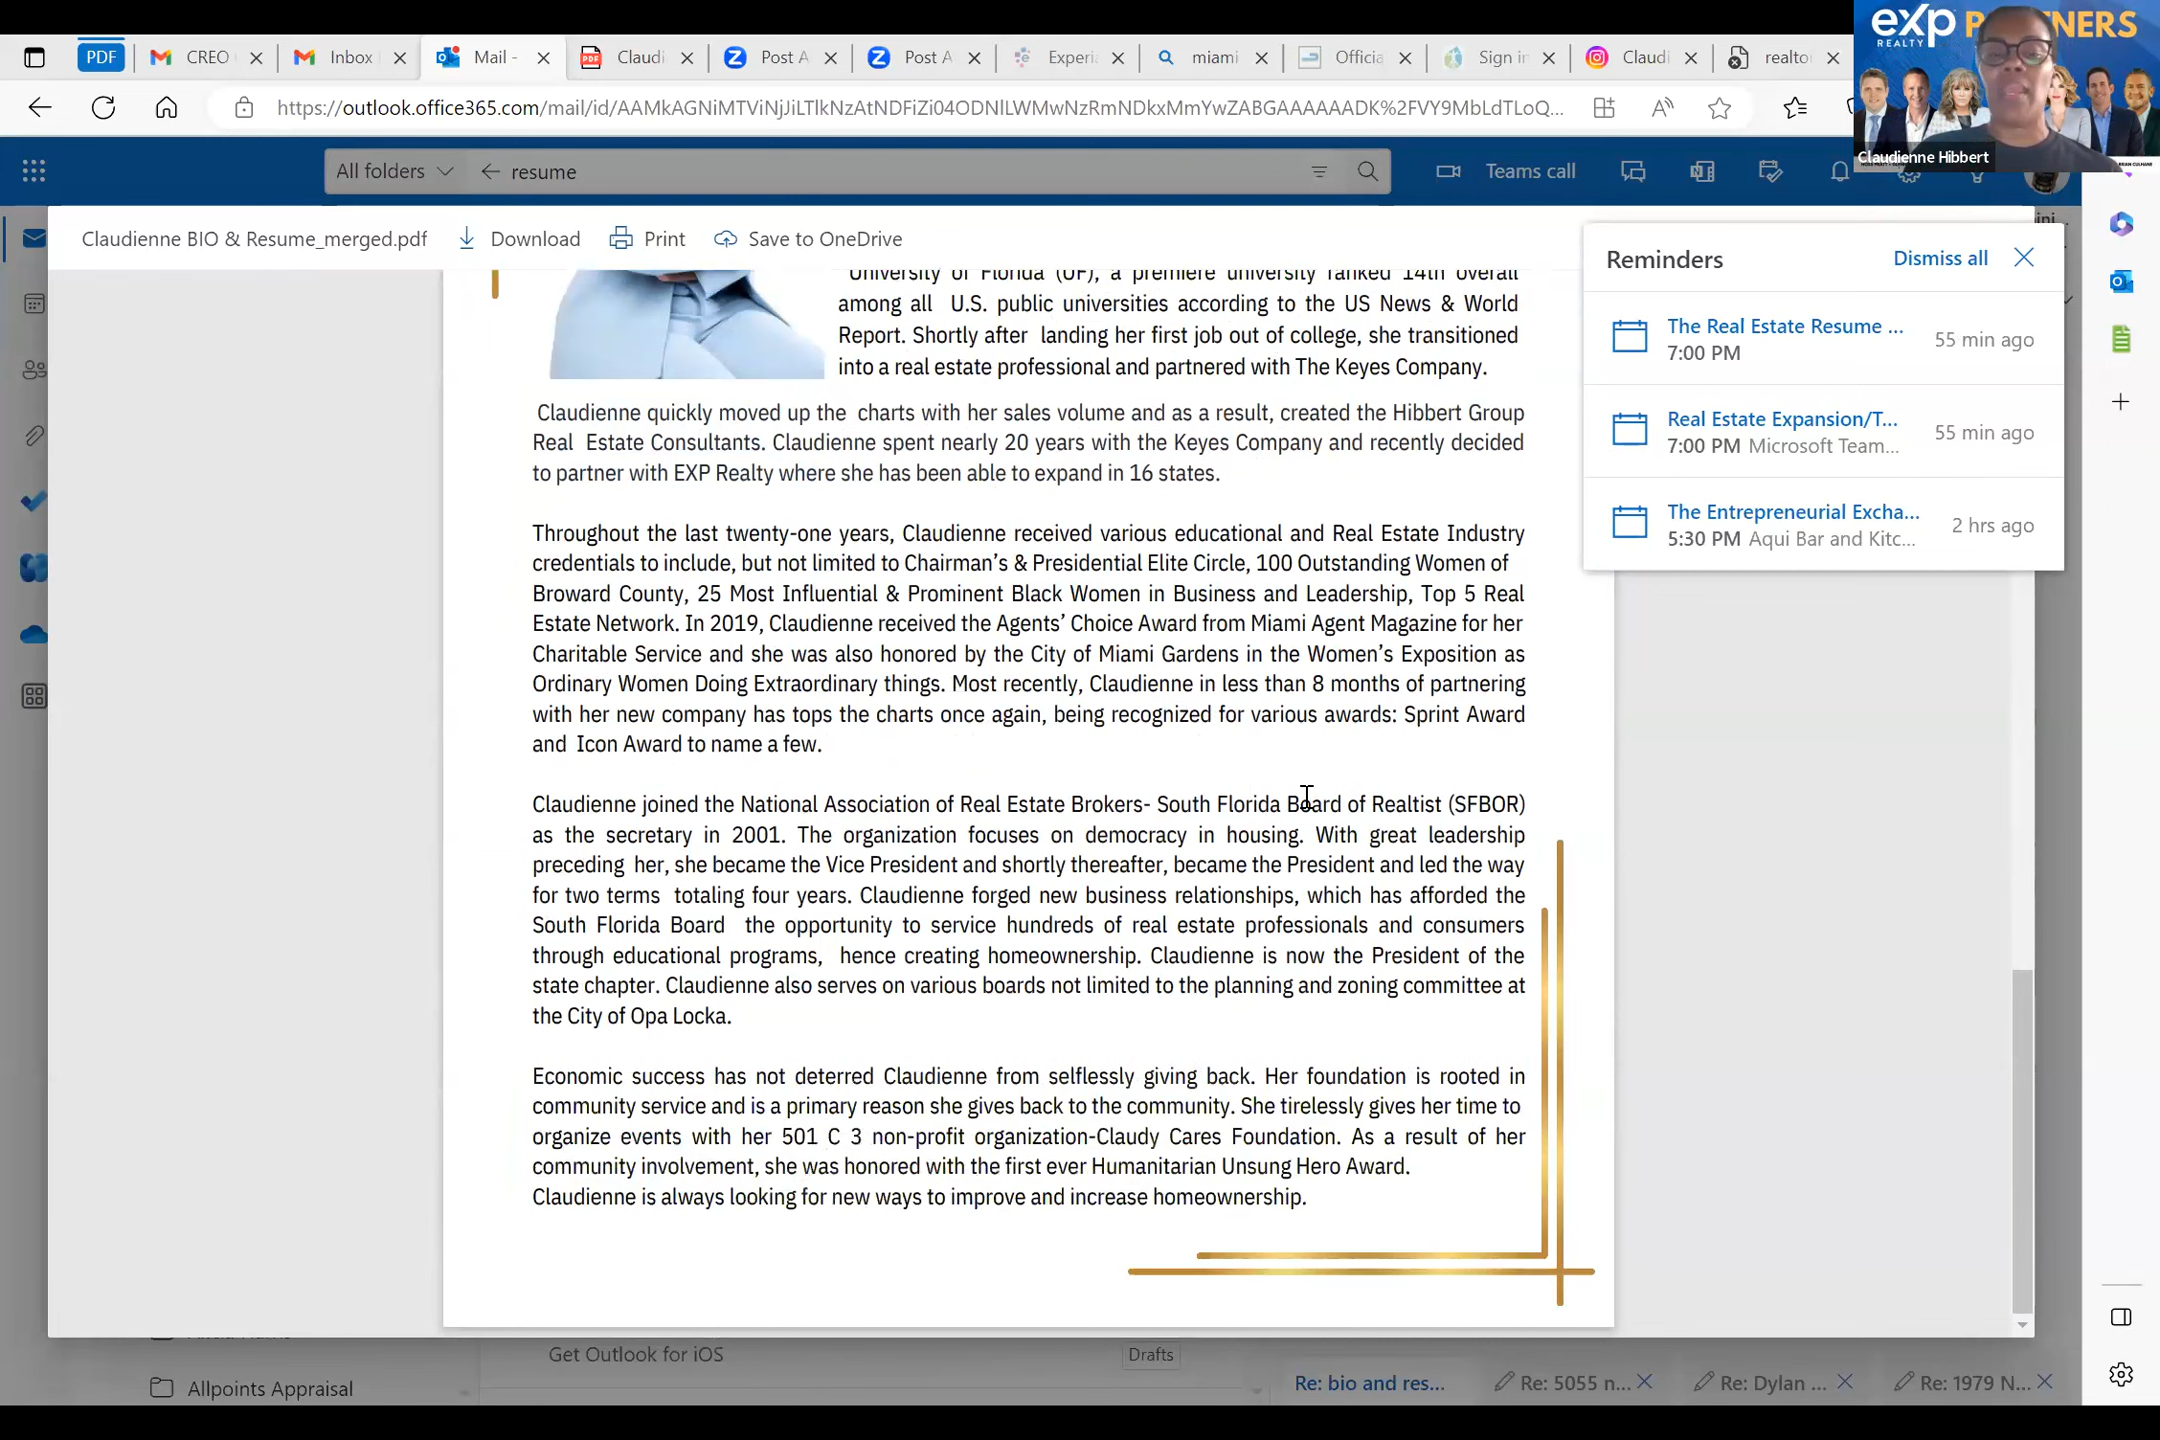 PDF
CREO
Inbox
Mail -
Claudi
Post A
Post A
Experi
miami
Officia
Sign in
Claudi
realto
https://outlook.office365.com/mail/id/AAMkAGNiMTViNjJiLTlkNzAtNDFiZi04ODNlLWMwNzRmNDkxMmYwZABGAAAAAADK%2FVY9MbLdTLoQ...
exp PARTNERS
REALTY
Claudienne Hibbert
BRIAN CULHANE
All folders
resume
Teams call
Claudienne BIO & Resume_merged.pdf
Download
Print
Save to OneDrive
University of Florida (UF), a premiere university ranked 14th overall
among all U.S. public universities according to the US News & World
Report. Shortly after landing her first job out of college, she transitioned
into a real estate professional and partnered with The Keyes Company.
Claudienne quickly moved up the charts with her sales volume and as a result, created the Hibbert Group
Real Estate Consultants. Claudienne spent nearly 20 years with the Keyes Company and recently decided
to partner with EXP Realty where she has been able to expand in 16 states.
Throughout the last twenty-one years, Claudienne received various educational and Real Estate Industry
credentials to include, but not limited to Chairman's & Presidential Elite Circle, 100 Outstanding Women of
Broward County, 25 Most Influential & Prominent Black Women in Business and Leadership, Top 5 Real
Estate Network. In 2019, Claudienne received the Agents' Choice Award from Miami Agent Magazine for her
Charitable Service and she was also honored by the City of Miami Gardens in the Women's Exposition as
Ordinary Women Doing Extraordinary things. Most recently, Claudienne in less than 8 months of partnering
with her new company has tops the charts once again, being recognized for various awards: Sprint Award
and Icon Award to name a few.
Claudienne joined the National Association of Real Estate Brokers- South Florida Board of Realtist (SFBOR)
as the secretary in 2001. The organization focuses on democracy in housing. With great leadership
preceding her, she became the Vice President and shortly thereafter, became the President and led the way
for two terms totaling four years. Claudienne forged new business relationships, which has afforded the
South Florida Board the opportunity to service hundreds of real estate professionals and consumers
through educational programs, hence creating homeownership. Claudienne is now the President of the
state chapter. Claudienne also serves on various boards not limited to the planning and zoning committee at
the City of Opa Locka.
Economic success has not deterred Claudienne from selflessly giving back. Her foundation is rooted in
community service and is a primary reason she gives back to the community. She tirelessly gives her time to
organize events with her 501 C 3 non-profit organization-Claudy Cares Foundation. As a result of her
community involvement, she was honored with the first ever Humanitarian Unsung Hero Award.
Claudienne is always looking for new ways to improve and increase homeownership.
Reminders
Dismiss all
The Real Estate Resume ...
7:00 PM
55 min ago
Real Estate Expansion/T...
7:00 PM Microsoft Team...
55 min ago
The Entrepreneurial Excha...
5:30 PM Aqui Bar and Kitc...
2 hrs ago
Get Outlook for iOS
Drafts
Allpoints Appraisal
Re: bio and res...
Re: 5055 n...
Re: Dylan ...
Re: 1979 N...